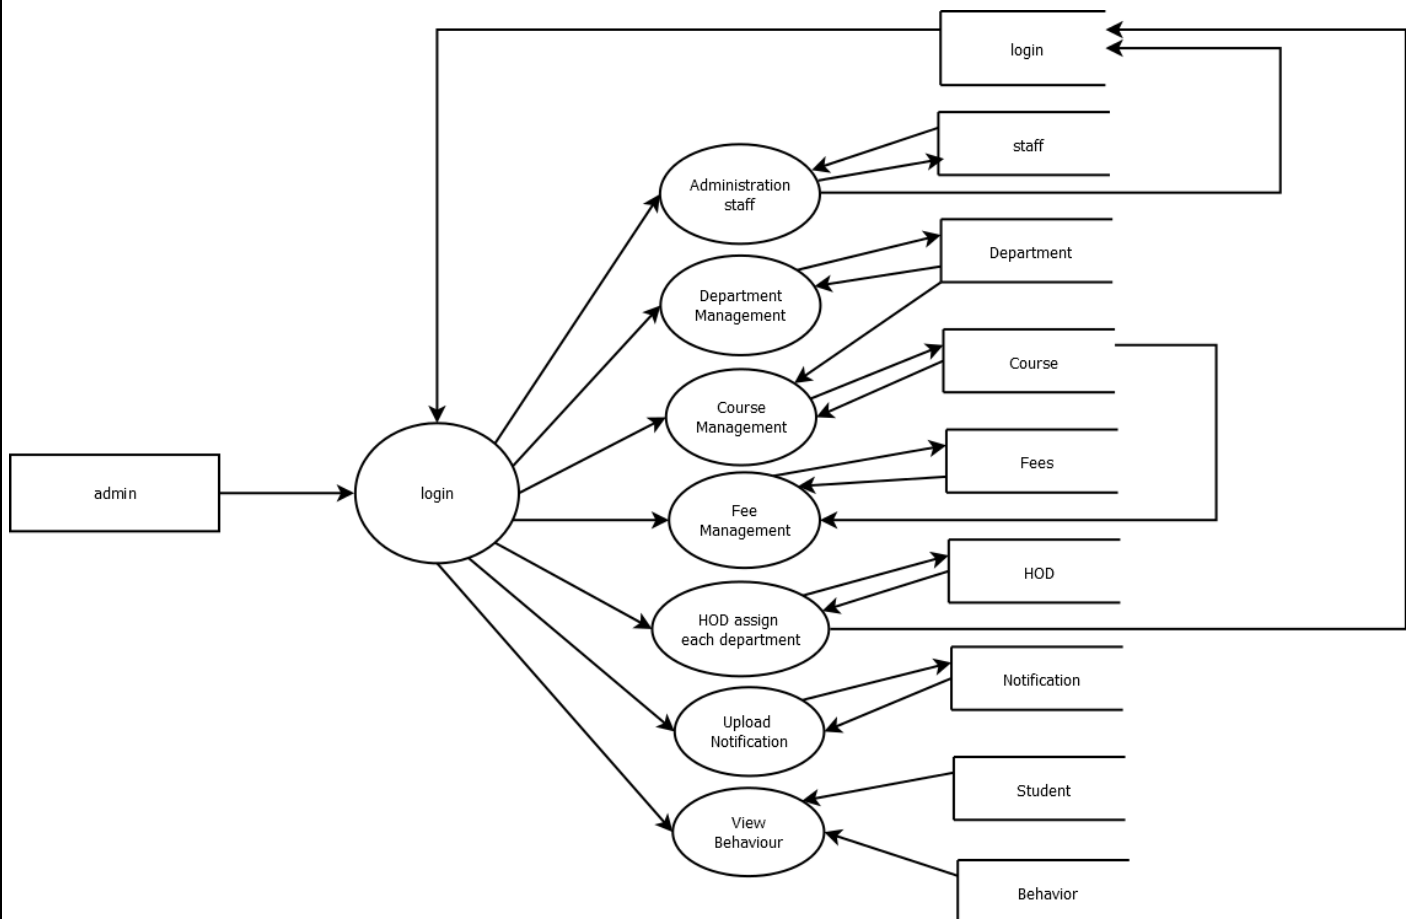 login
staff
Administration
staff
Department
Department
Management
Course
Course
Management
Fees
Fee
Management
admin
login
HOD
HOD assign
each department
Notification
Upload
Notification
Student
View
Behaviour
Behavior